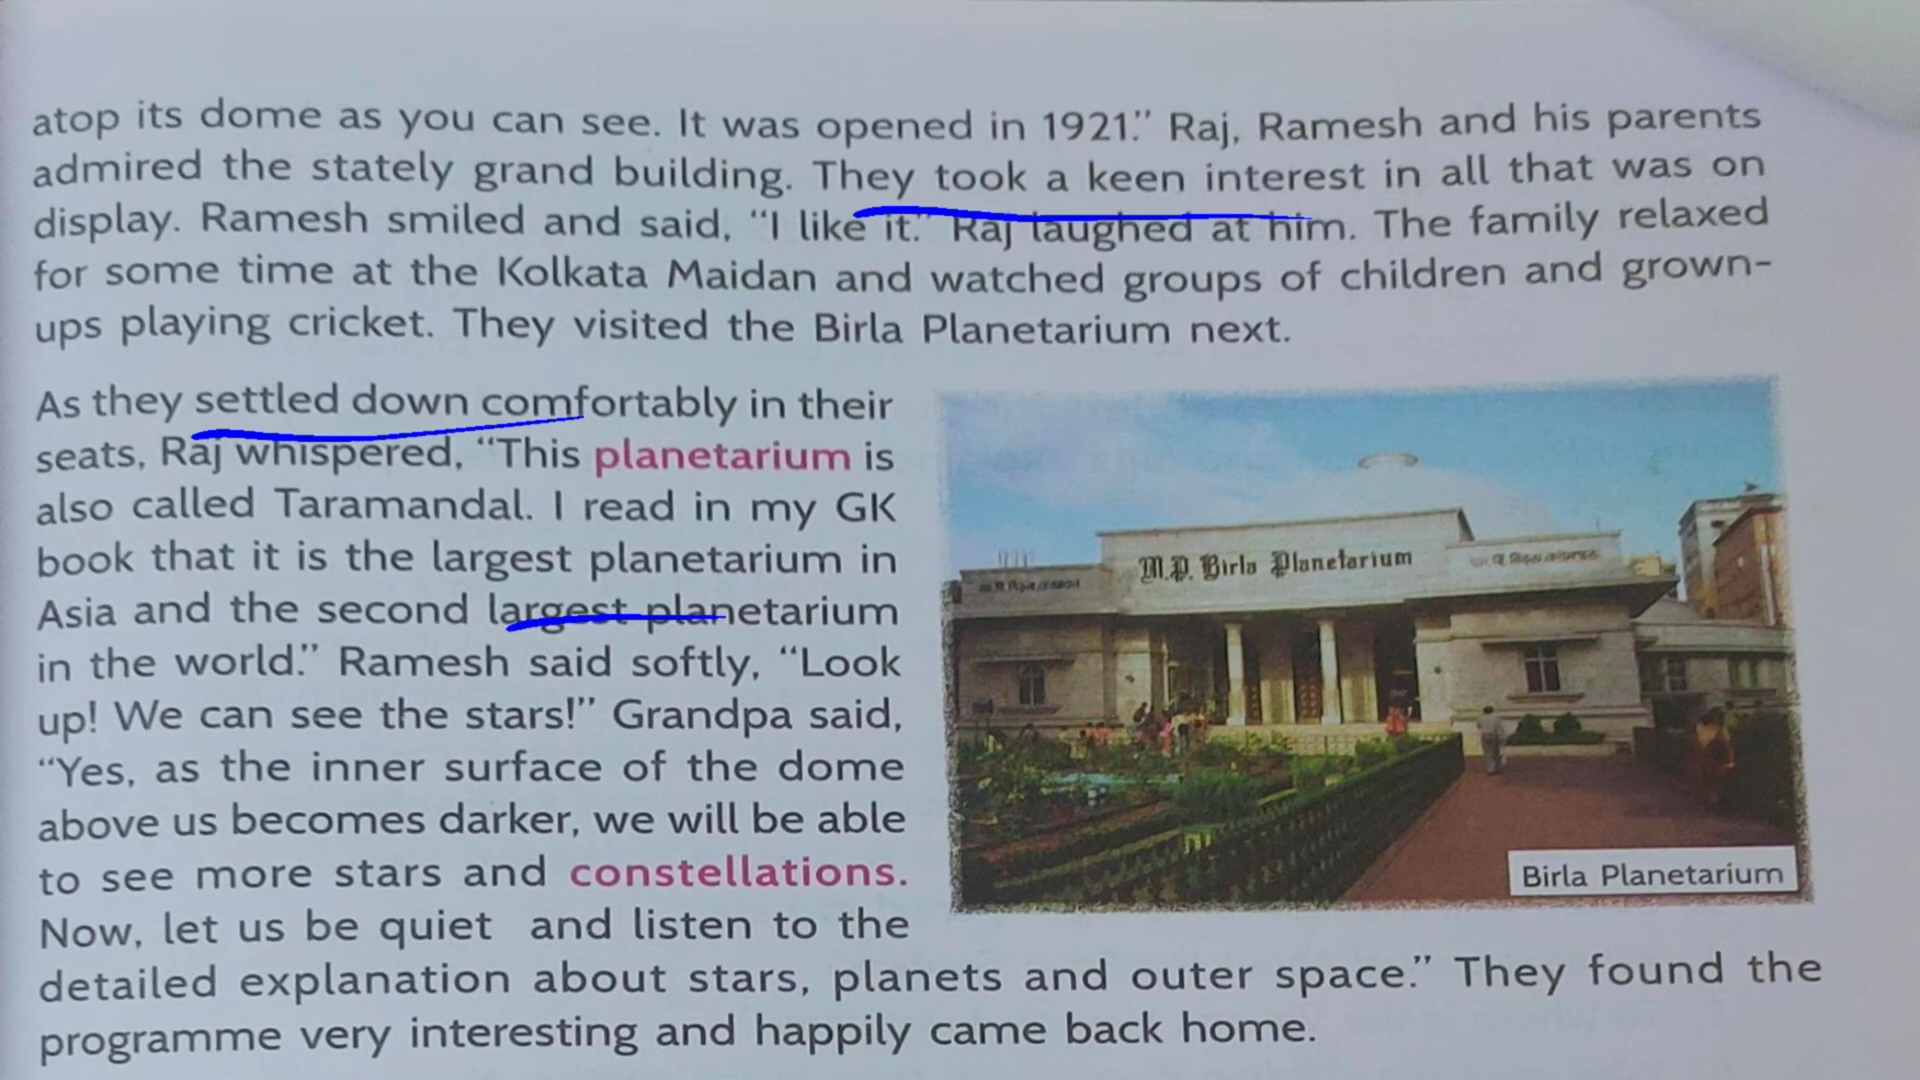 atop its dome as you can see. It was opened in 1921.” Raj, Ramesh and his parents
admired the stately grand building. They took a keen interest in all that was on
display. Ramesh smiled and said, “I like it.” Raj laughed at him. The family relaxed
for some time at the Kolkata Maidan and watched groups of children and grown-
ups playing cricket. They visited the Birla Planetarium next.
As they settled down comfortably in their
seats, Raj whispered, “This planetarium is
also called Taramandal. I read in my GK
book that it is the largest planetarium in
Asia and the second largest planetarium
in the world.” Ramesh said softly, “Look
up! We can see the stars!” Grandpa said,
“Yes, as the inner surface of the dome
above us becomes darker, we will be able
to see more stars and constellations.
Now, let us be quiet and listen to the
detailed explanation about stars, planets and outer space.” They found the
programme very interesting and happily came back home.
M.P. Birla Planetarium
Birla Planetarium